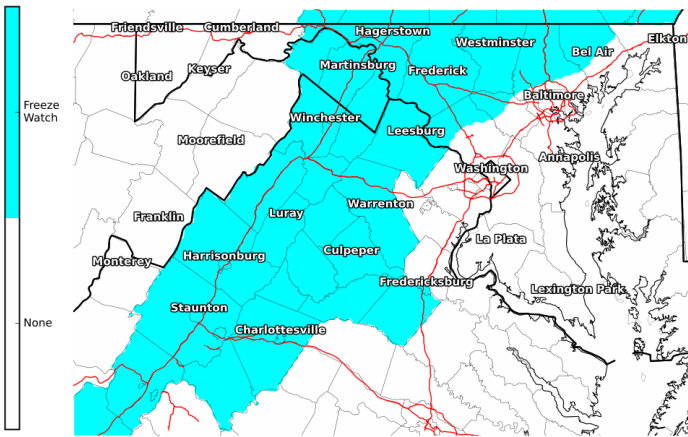 Friendsville
Cumberland
Hagerstown
Elkton
Westminster
Bel Air
Oakland
Keyser
Martinsburg
Frederick
Freeze
Watch
Baltimore
Winchester
Leesburg
Moorefield
Annapolis
Washington
Warrenton
Luray
Franklin
La Plata
Culpeper
Harrisonburg
Monterey
Fredericksburg
Lexington Park
Staunton
None
Charlottesville